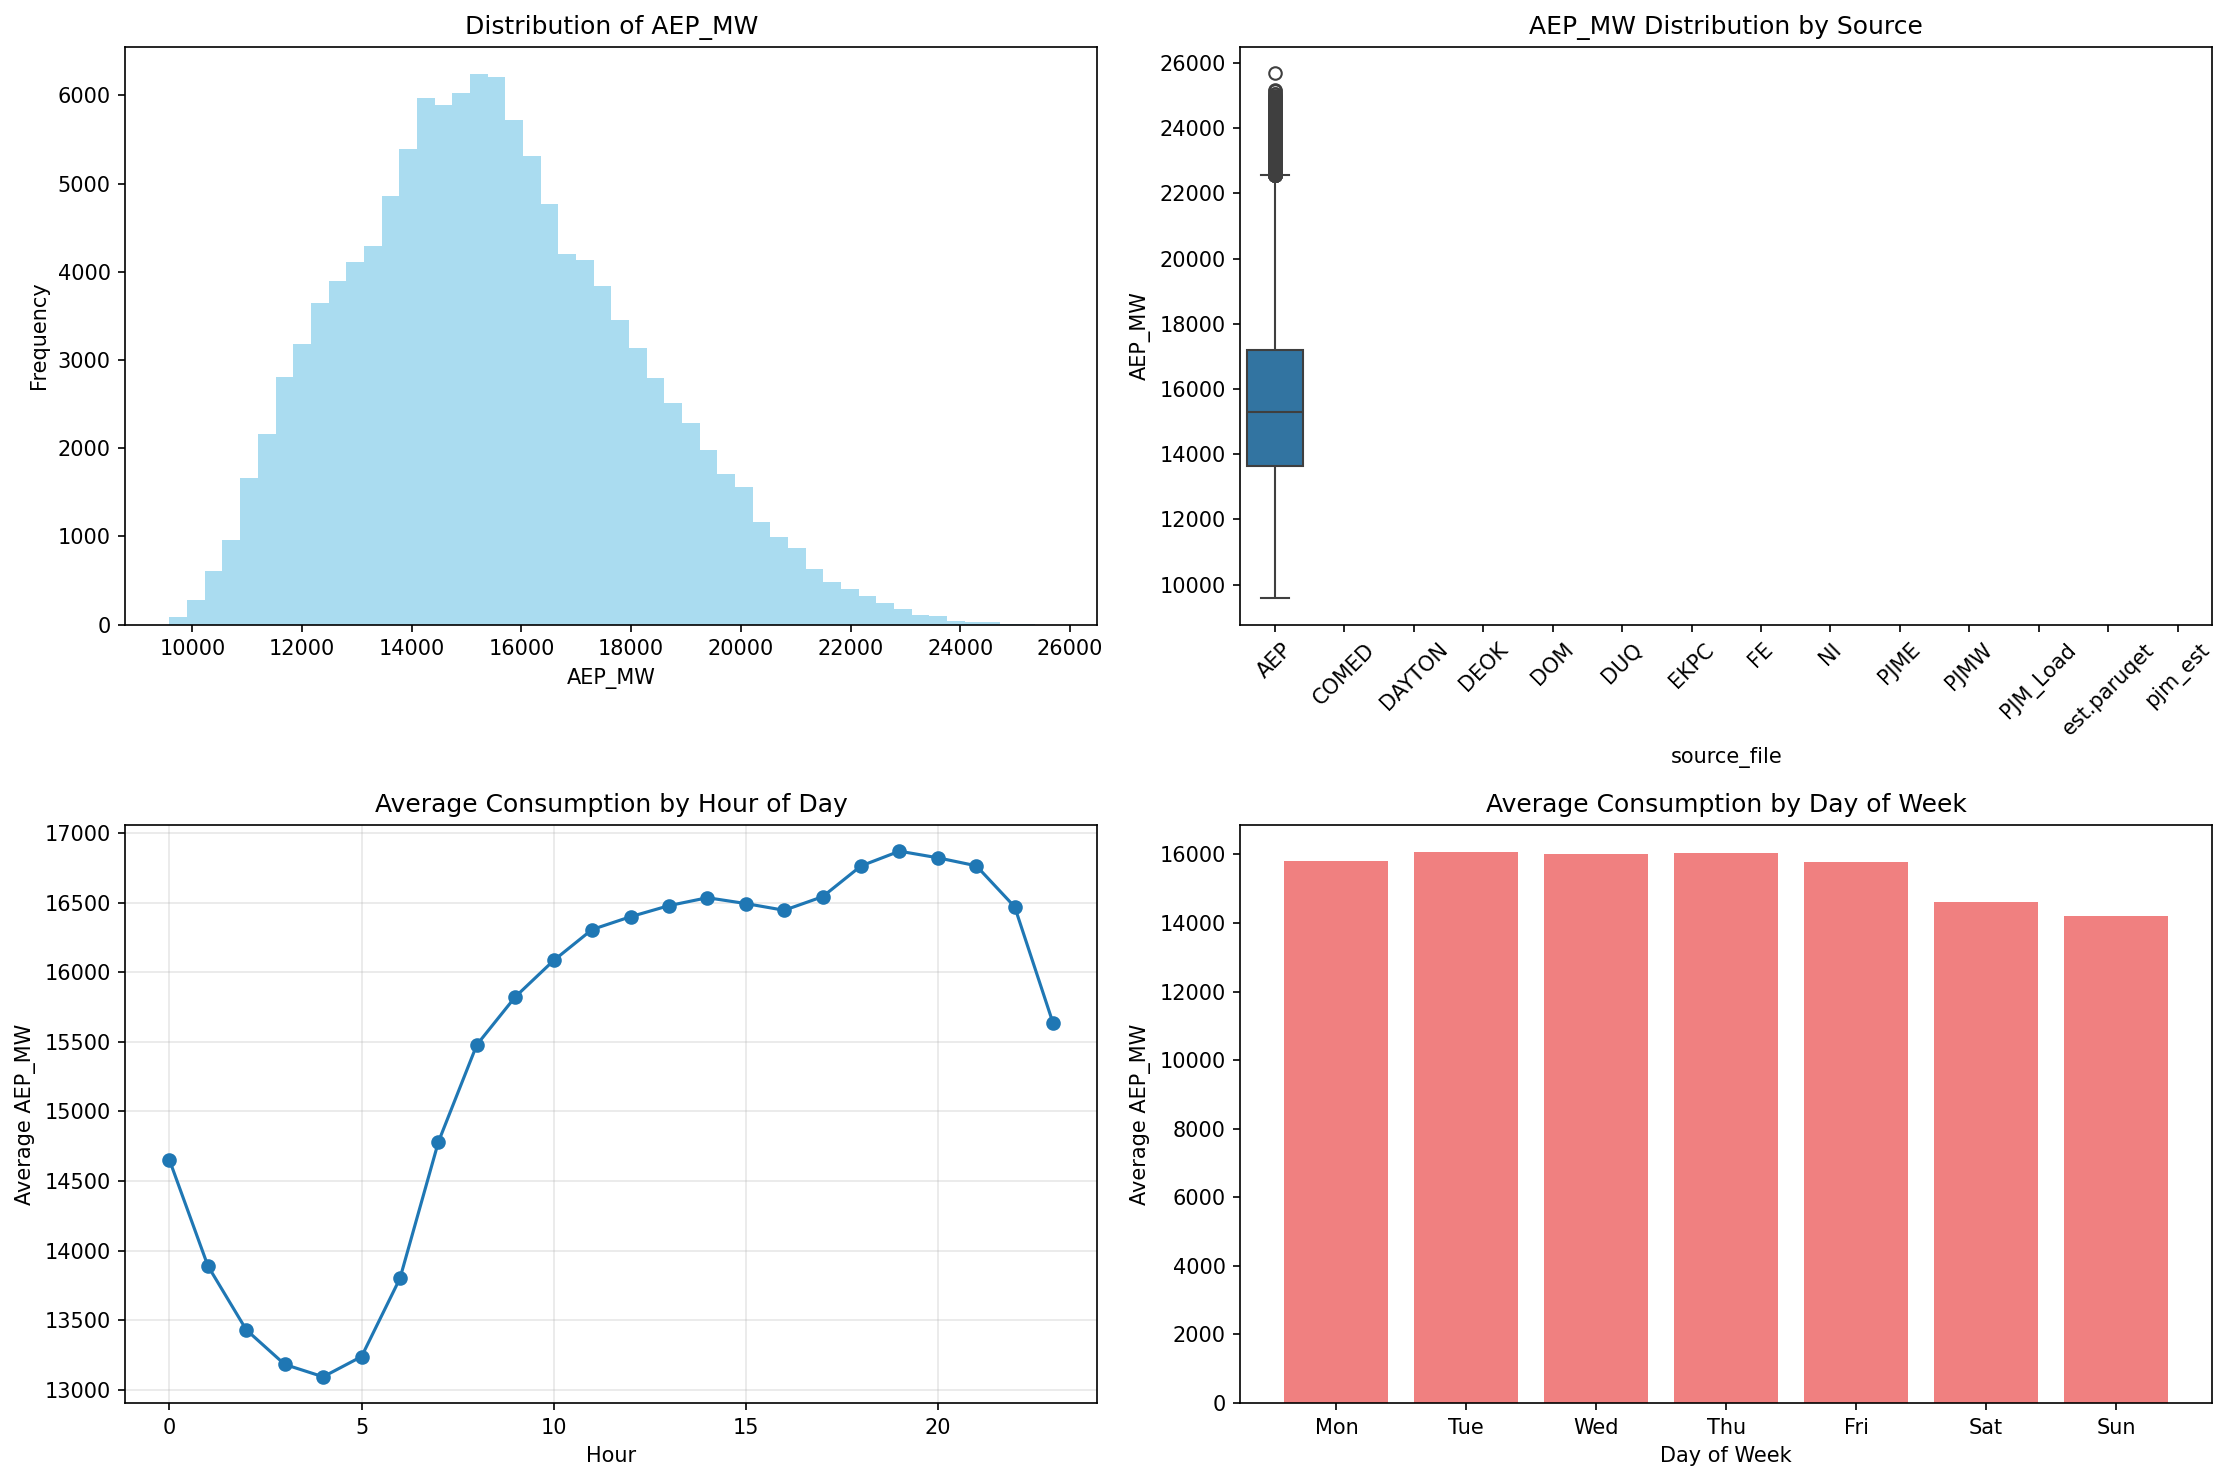 Distribution of AEP_MW
Frequency
6000
5000
4000
3000
2000
1000
0
10000 12000 14000 16000 18000 20000 22000 24000 26000
AEP_MW
AEP_MW Distribution by Source
AEP_MW
26000
24000
22000
20000
18000
16000
14000
12000
10000
AEP COMED DAYTON DEOK DOM DUQ EKPC FE NI PJME PJMW PJM_Load est.paruqet pjm_est
source_file
Average Consumption by Hour of Day
Average AEP_MW
17000
16500
16000
15500
15000
14500
14000
13500
13000
0 5 10 15 20
Hour
Average Consumption by Day of Week
Average AEP_MW
16000
14000
12000
10000
8000
6000
4000
2000
0
Mon Tue Wed Thu Fri Sat Sun
Day of Week